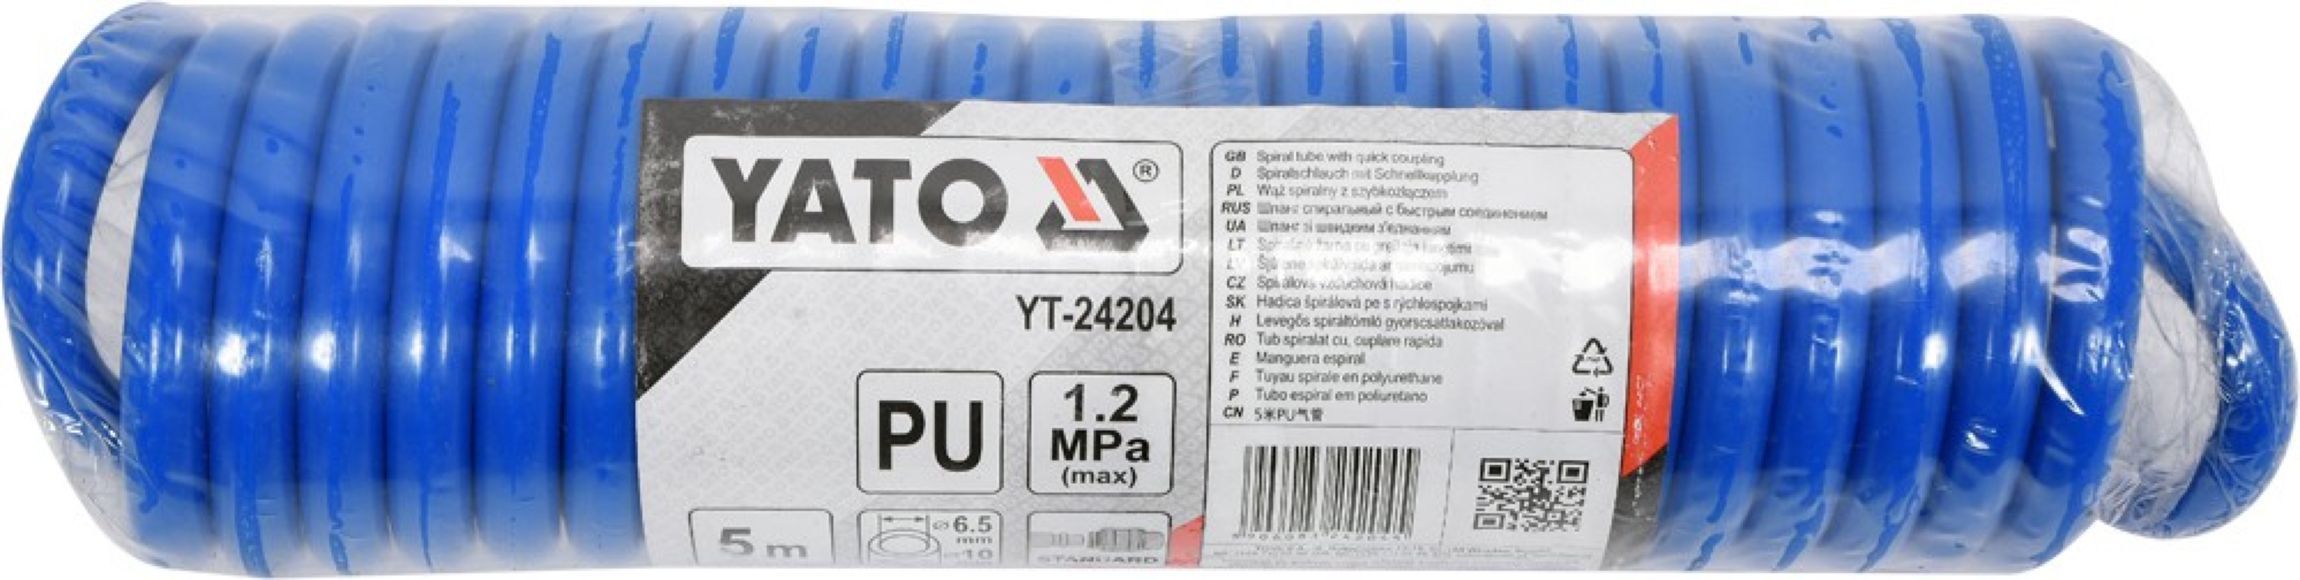 YATO ®
YT-24204
PU
1.2
MPa
(max)
5 m
⌀ 6.5
mm
10
STANDARD
GB Spiral tube with quick coupling
D Spiralschlauch mit Schnellkupplung
PL Wąż spiralny z szybkozłączem
RUS Шланг спиральный с быстрым соединением
UA Шланг зі швидким з'єднанням
LT
LV
CZ Spirálová vzduchová hadice
SK Hadica špirálová pe s rýchlospojkami
H Levegős spiráltömlő gyorscsatlakozóval
RO Tub spiralat cu, cuplare rapida
E Manguera espiral
F Tuyau spirale en polyurethane
P Tubo espiral em poliuretano
CN 5米PU气管